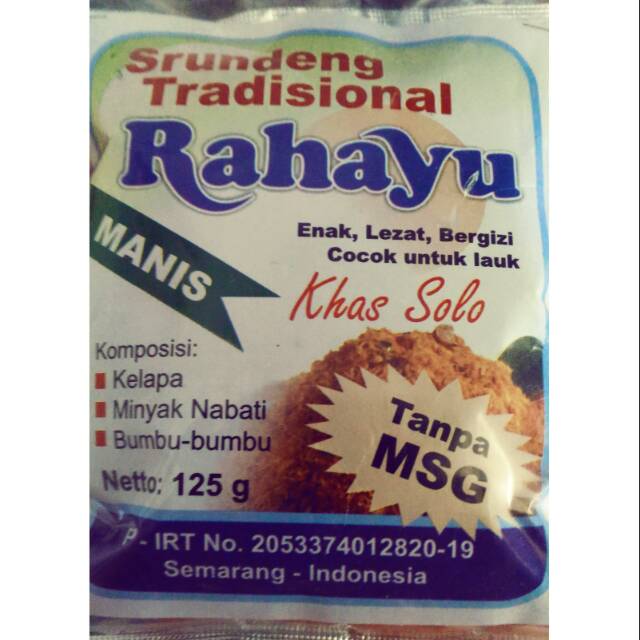 Srundeng
Tradisional
Rahayu
MANIS
Enak, Lezat, Bergizi
Cocok untuk lauk
Khas Solo
Komposisi:
Kelapa
Minyak Nabati
Bumbu-bumbu
Netto: 125 g
Tanpa
MSG
P - IRT No. 2053374012820-19
Semarang - Indonesia